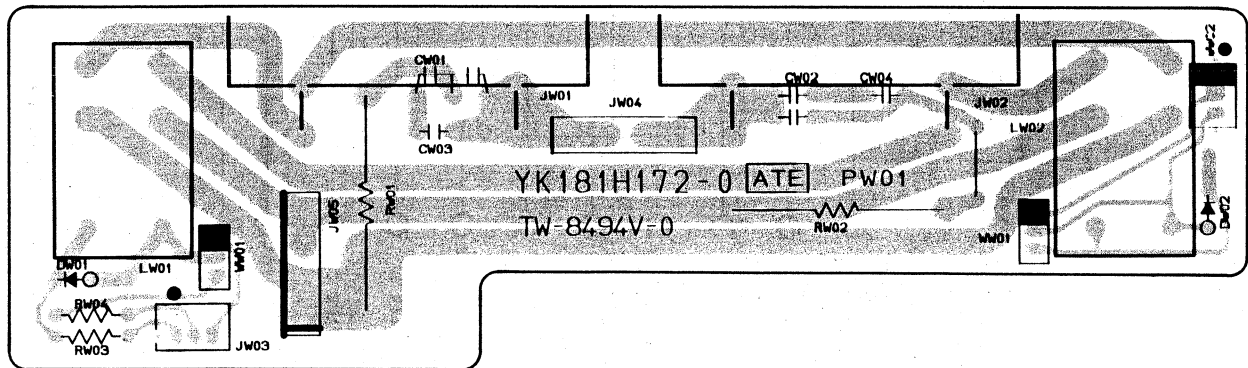 WW02
CW01
CW02
CW04
JW01
JW04
JW02
LW02
CW03
YK181H172-0 ATE PW01
RW01
JW05
TW-8494V-0
DW02
RW02
WW01
WW01
DW01
LW01
RW04
RW03
JW03